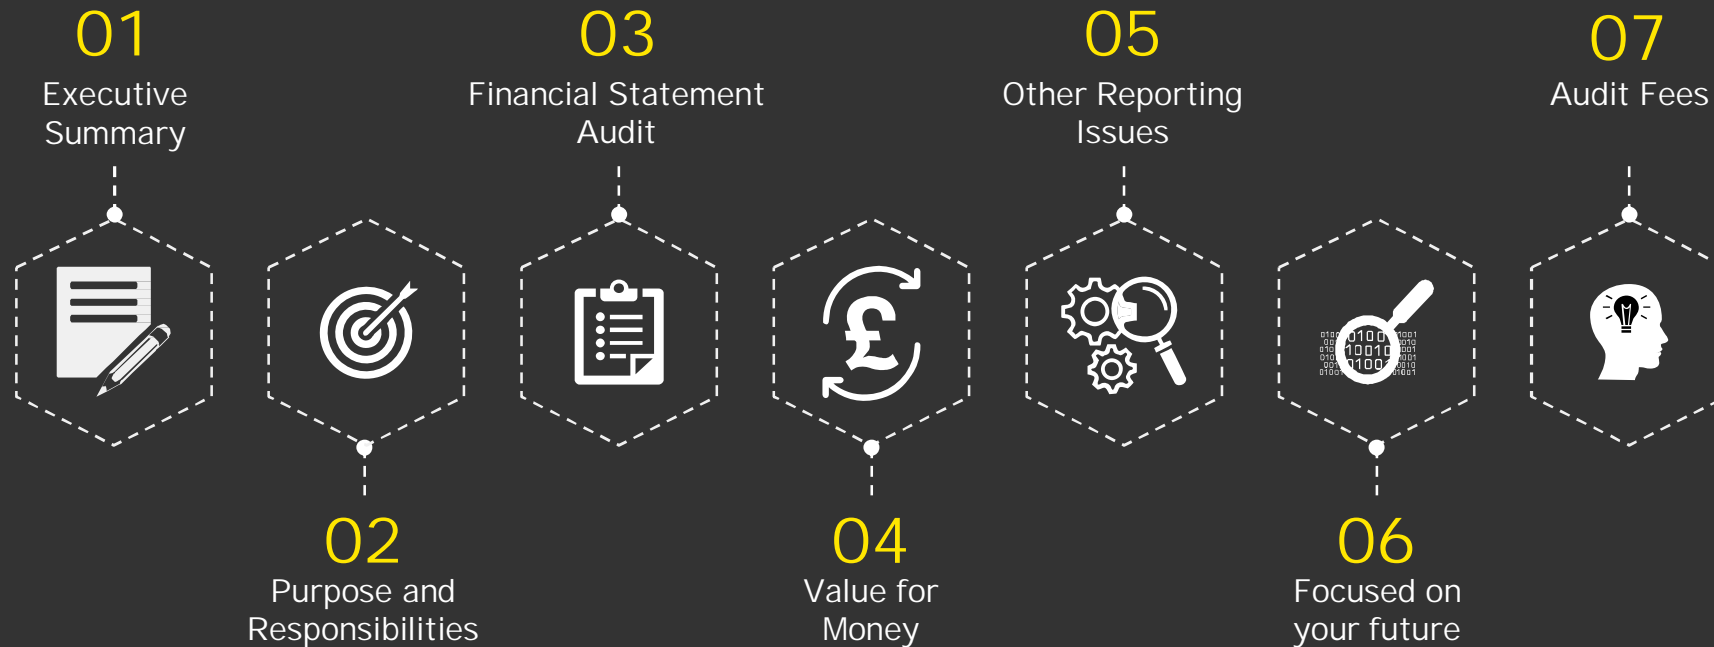 01
Executive
Summary
02
Purpose and
Responsibilities
03
Financial Statement
Audit
04
Value for
Money
05
Other Reporting
Issues
06
Focused on
your future
07
Audit Fees
£